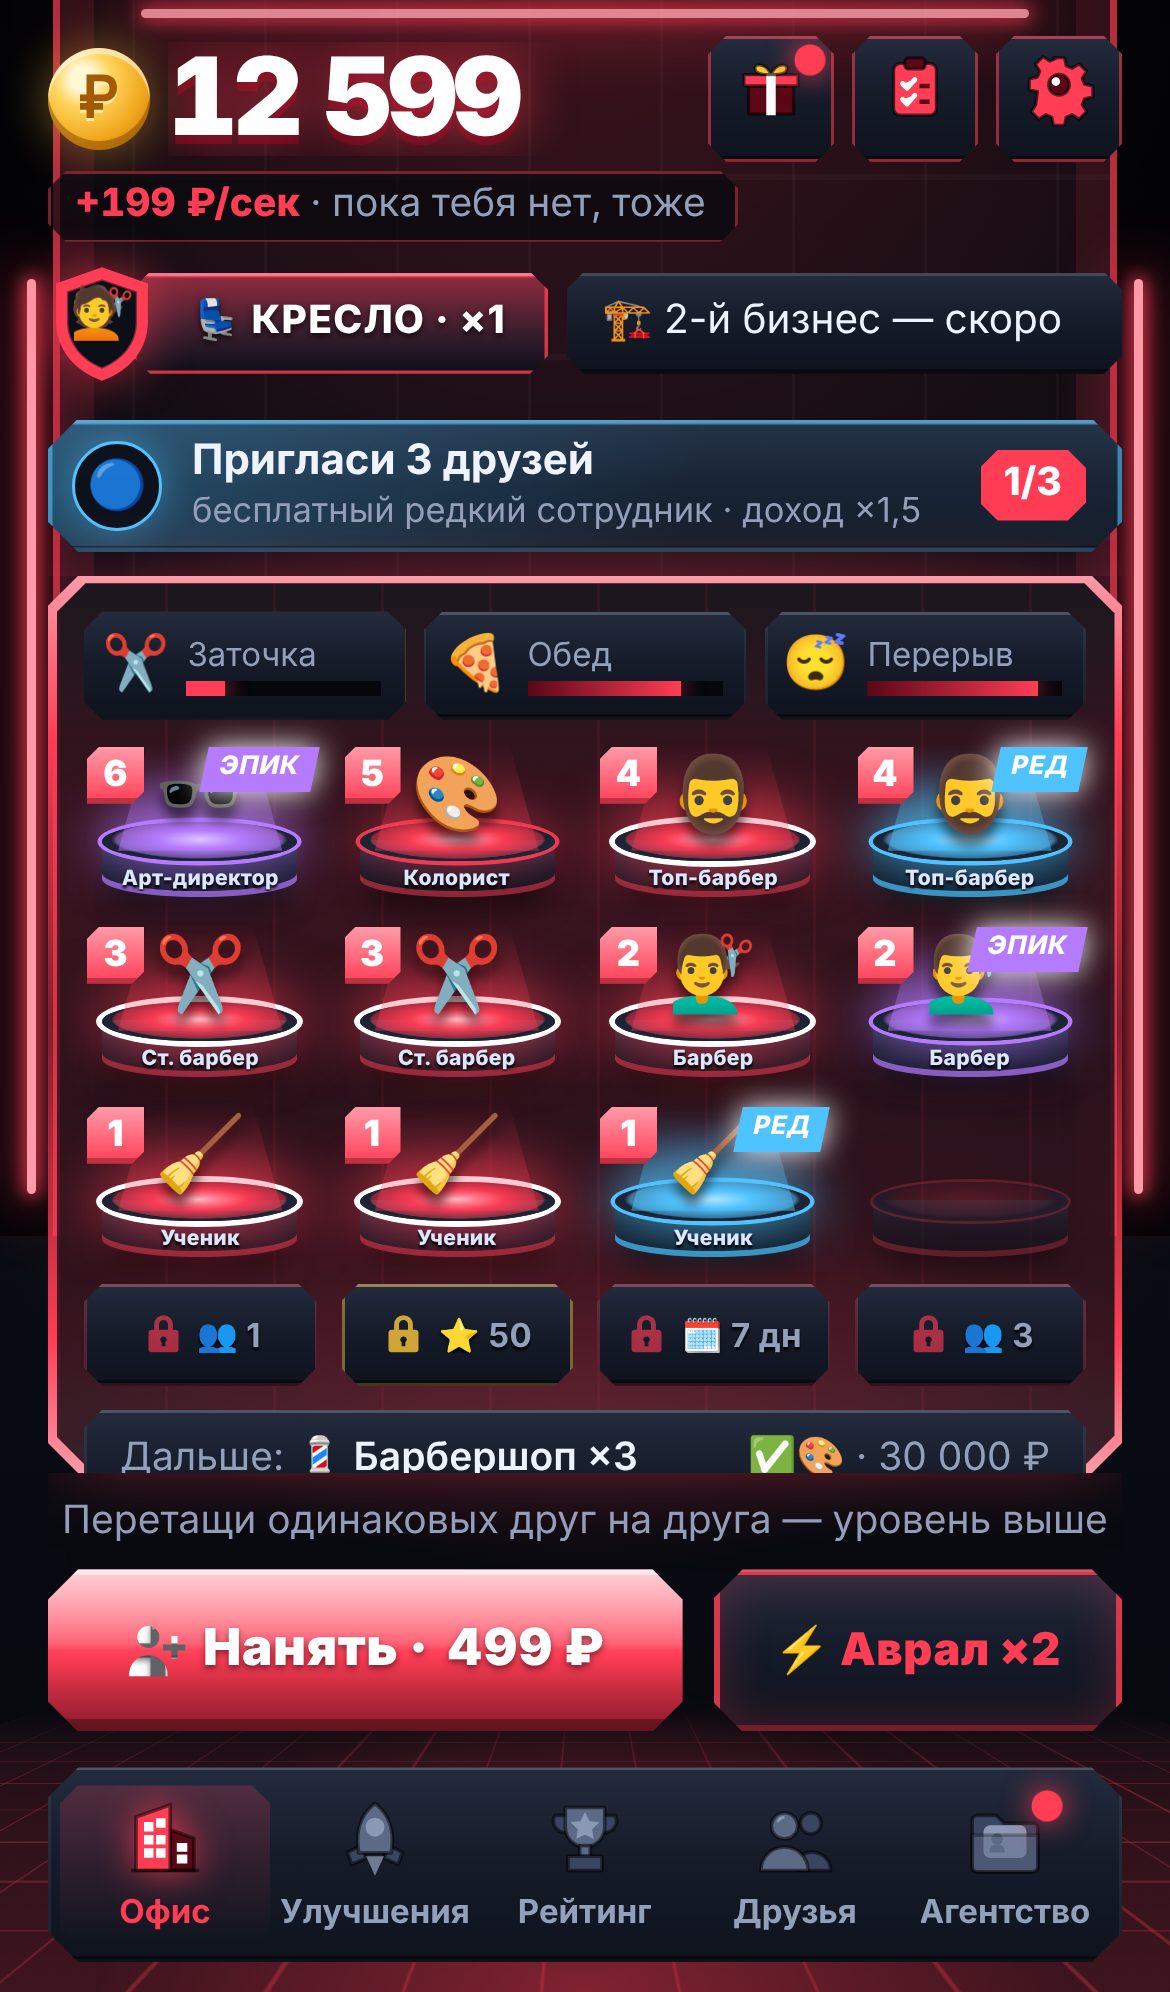 ₽ 12 599
+199 ₽/сек · пока тебя нет, тоже
КРЕСЛО · ×1
2-й бизнес — скоро
Пригласи 3 друзей
бесплатный редкий сотрудник · доход ×1,5
1/3
Заточка
Обед
Перерыв
6 ЭПИК
Арт-директор
5
Колорист
4
Топ-барбер
4 РЕД
Топ-барбер
3
Ст. барбер
3
Ст. барбер
2
Барбер
2 ЭПИК
Барбер
1
Ученик
1
Ученик
1 РЕД
Ученик
1
50
7 дн
3
Дальше: 💈 Барбершоп ×3 ✅🎨 · 30 000 ₽
Перетащи одинаковых друг на друга — уровень выше
Нанять · 499 ₽
⚡ Аврал ×2
Офис
Улучшения
Рейтинг
Друзья
Агентство